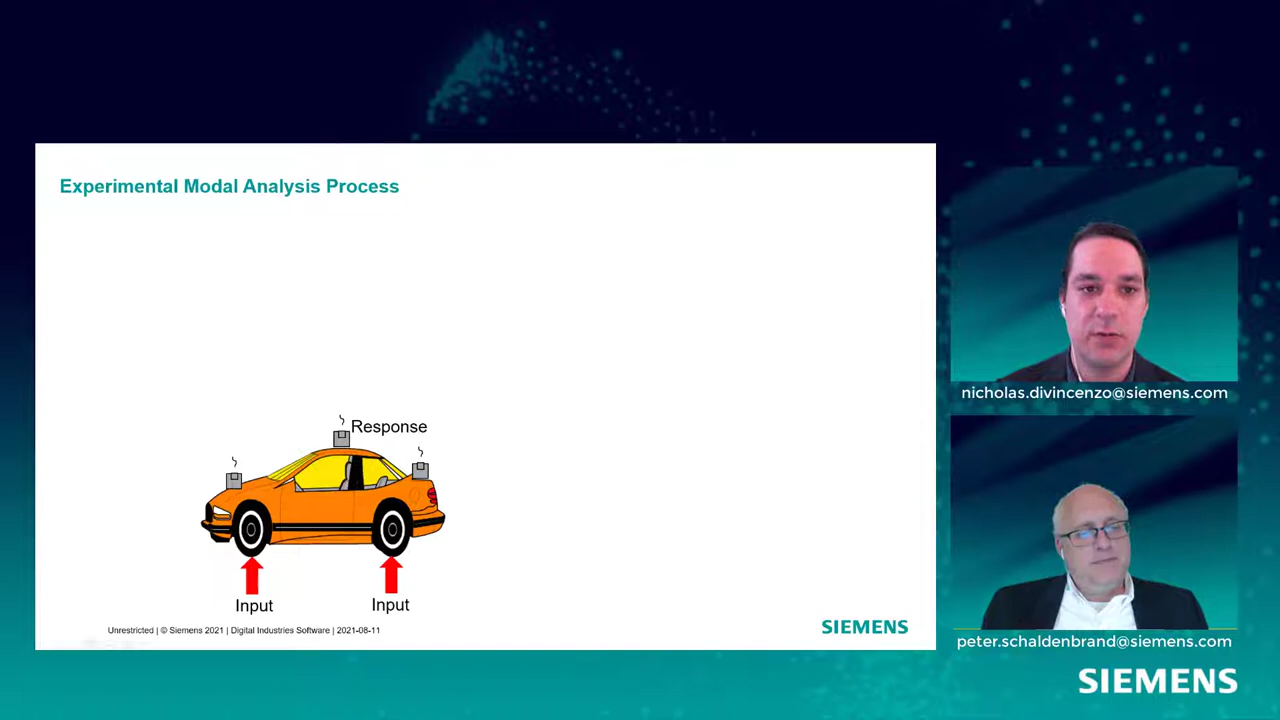 Experimental Modal Analysis Process
Response
Input
Input
Unrestricted | © Siemens 2021 | Digital Industries Software | 2021-08-11
SIEMENS
nicholas.divincenzo@siemens.com
peter.schaldenbrand@siemens.com
SIEMENS